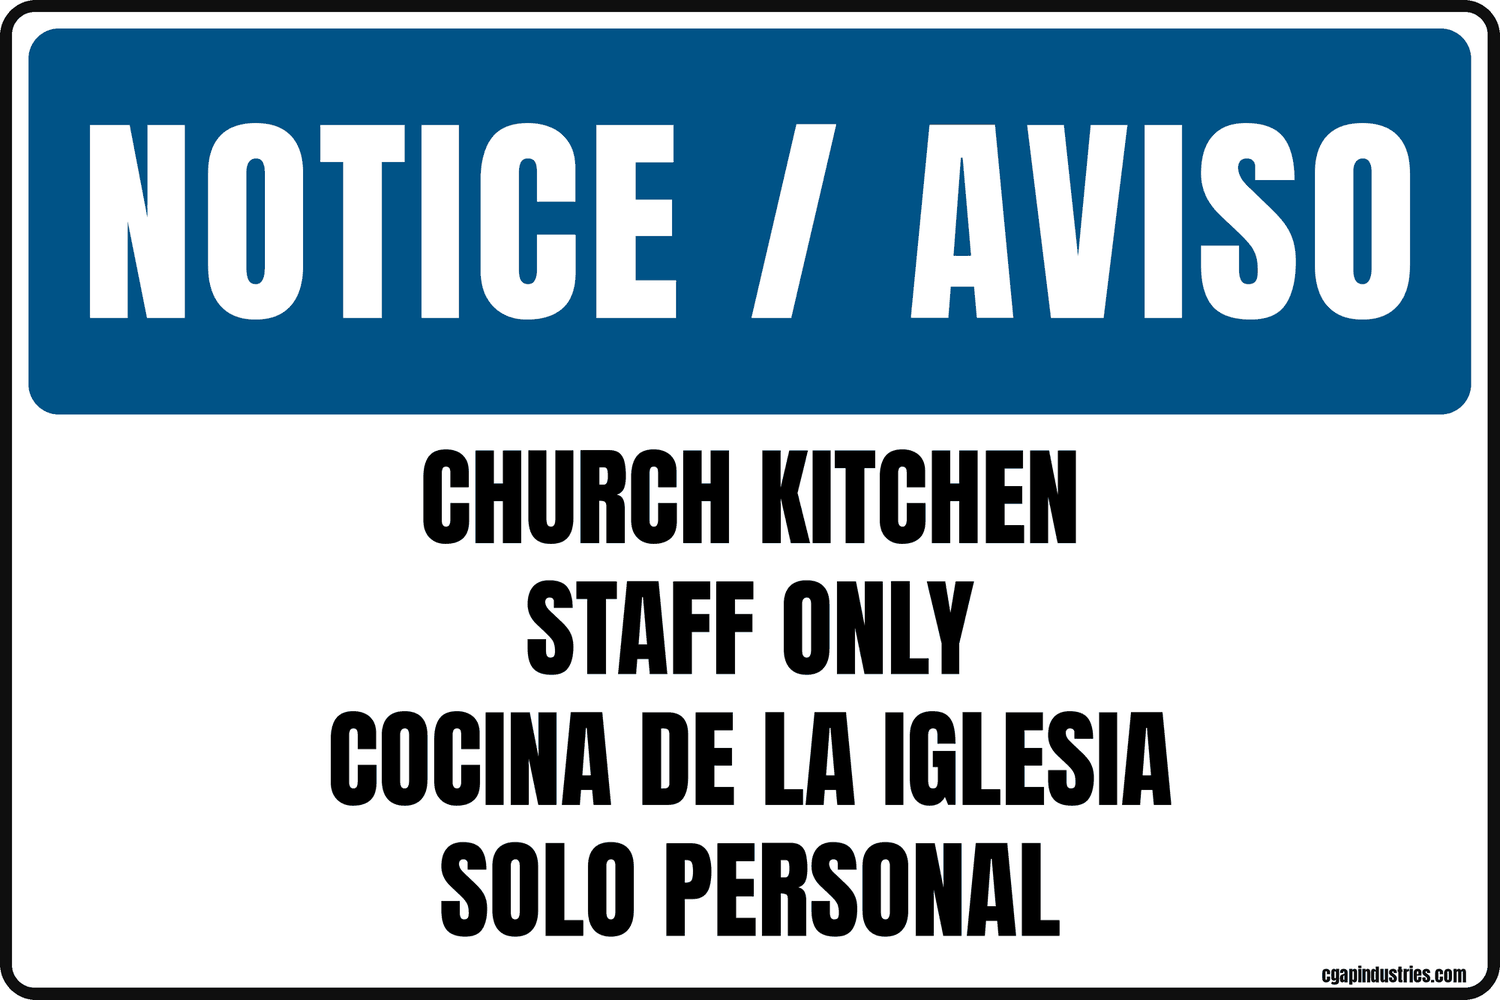 NOTICE / AVISO
CHURCH KITCHEN
STAFF ONLY
COCINA DE LA IGLESIA
SOLO PERSONAL
cgapindustries.com